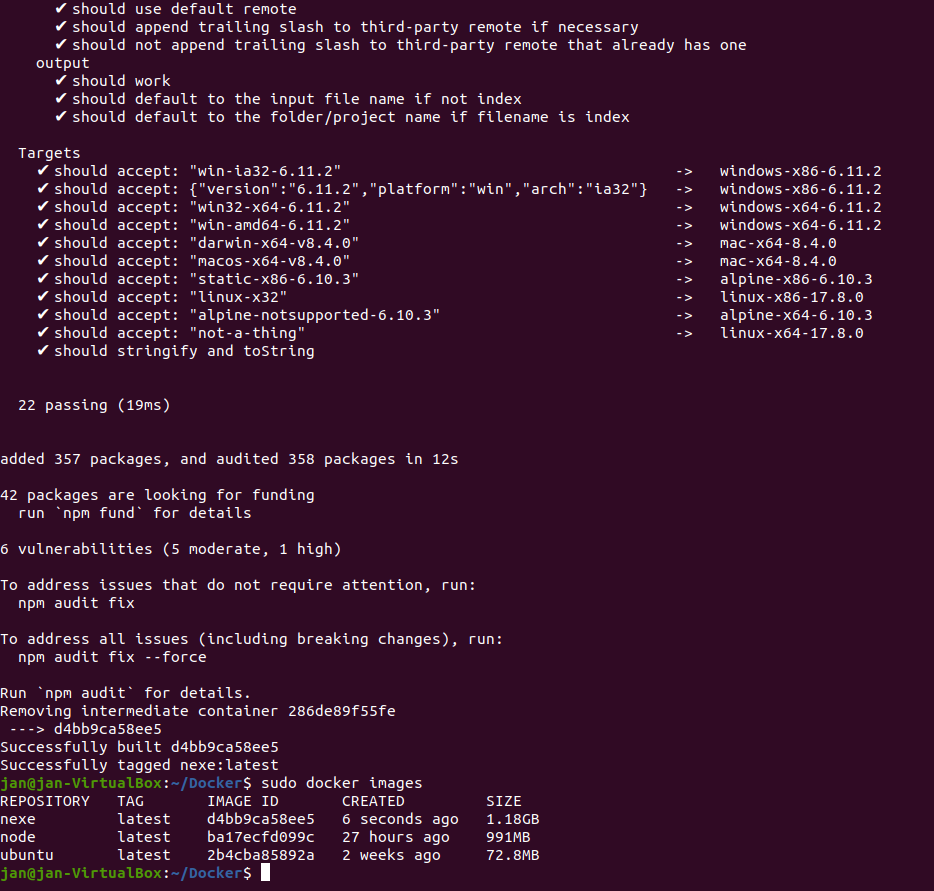 ✔ should use default remote
✔ should append trailing slash to third-party remote if necessary
✔ should not append trailing slash to third-party remote that already has one
output
✔ should work
✔ should default to the input file name if not index
✔ should default to the folder/project name if filename is index
Targets
✔ should accept: "win-ia32-6.11.2" -> windows-x86-6.11.2
✔ should accept: {"version":"6.11.2","platform":"win","arch":"ia32"} -> windows-x86-6.11.2
✔ should accept: "win32-x64-6.11.2" -> windows-x64-6.11.2
✔ should accept: "win-amd64-6.11.2" -> windows-x64-6.11.2
✔ should accept: "darwin-x64-v8.4.0" -> mac-x64-8.4.0
✔ should accept: "macos-x64-v8.4.0" -> mac-x64-8.4.0
✔ should accept: "static-x86-6.10.3" -> alpine-x86-6.10.3
✔ should accept: "linux-x32" -> linux-x86-17.8.0
✔ should accept: "alpine-notsupported-6.10.3" -> alpine-x64-6.10.3
✔ should accept: "not-a-thing" -> linux-x64-17.8.0
✔ should stringify and toString
22 passing (19ms)
added 357 packages, and audited 358 packages in 12s
42 packages are looking for funding
run `npm fund` for details
6 vulnerabilities (5 moderate, 1 high)
To address issues that do not require attention, run:
npm audit fix
To address all issues (including breaking changes), run:
npm audit fix --force
Run `npm audit` for details.
Removing intermediate container 286de89f55fe
---> d4bb9ca58ee5
Successfully built d4bb9ca58ee5
Successfully tagged nexe:latest
jan@jan-VirtualBox:~/Docker$ sudo docker images
REPOSITORY TAG IMAGE ID CREATED SIZE
nexe latest d4bb9ca58ee5 6 seconds ago 1.18GB
node latest ba17ecfd099c 27 hours ago 991MB
ubuntu latest 2b4cba85892a 2 weeks ago 72.8MB
jan@jan-VirtualBox:~/Docker$